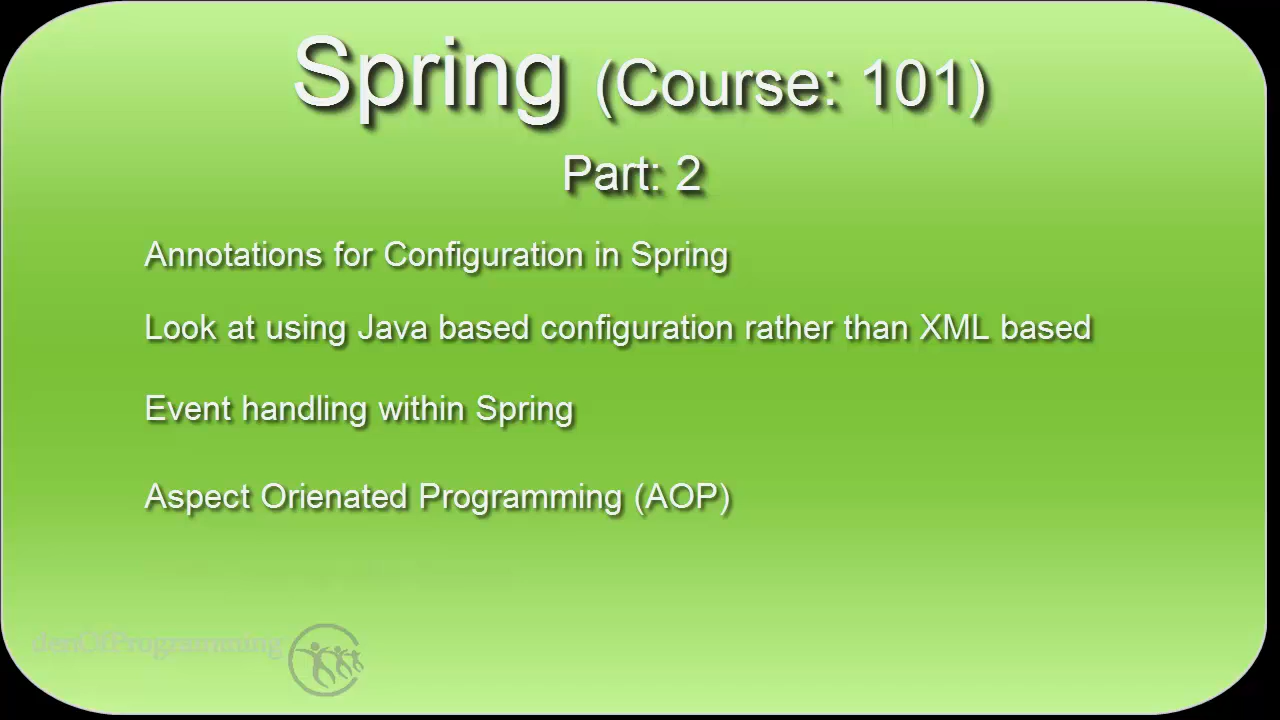 Spring (Course: 101)
Part: 2
Annotations for Configuration in Spring
Look at using Java based configuration rather than XML based
Event handling within Spring
Aspect Orienated Programming (AOP)
denOfProgramming